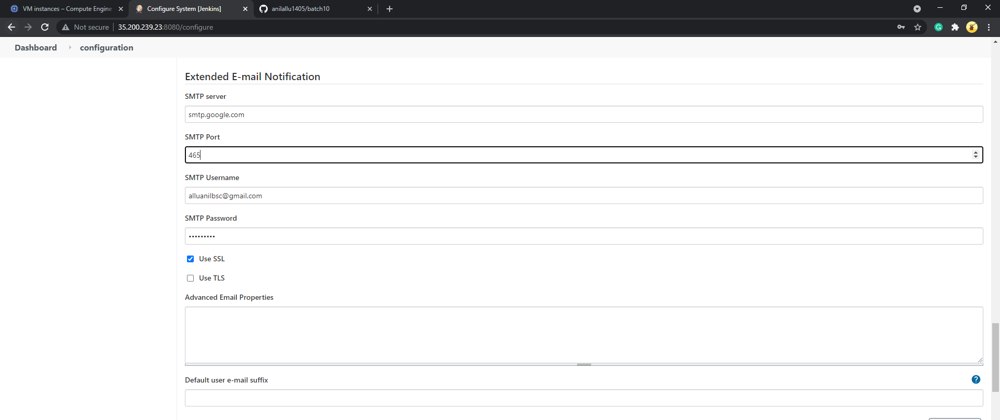 VM instances – Compute Engine
Configure System [Jenkins]
anilallu1405/batch10
Not secure
35.200.239.23:8080/configure
Dashboard
configuration
Extended E-mail Notification
SMTP server
smtp.google.com
SMTP Port
465
SMTP Username
alluanilbsc@gmail.com
SMTP Password
•••••••••
Use SSL
Use TLS
Advanced Email Properties
Default user e-mail suffix
?